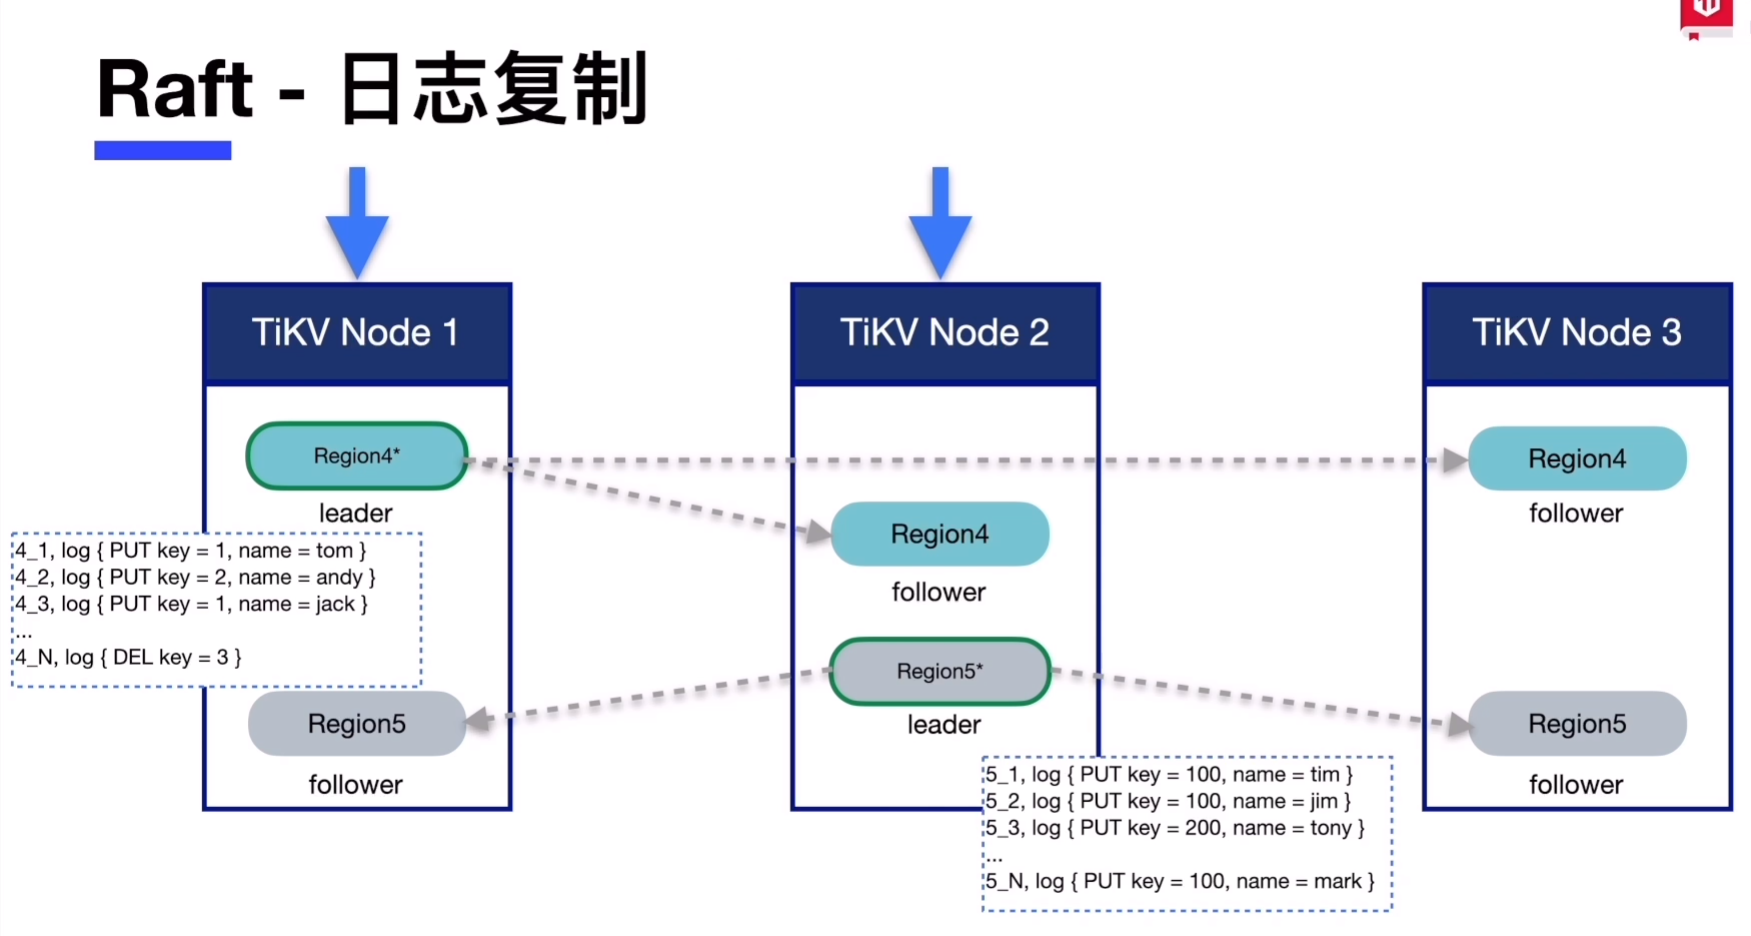 Raft - 日志复制
TiKV Node 1
Region4*
leader
4_1, log { PUT key = 1, name = tom }
4_2, log { PUT key = 2, name = andy }
4_3, log { PUT key = 1, name = jack }
...
4_N, log { DEL key = 3 }
Region5
follower
TiKV Node 2
Region4
follower
Region5*
leader
5_1, log { PUT key = 100, name = tim }
5_2, log { PUT key = 100, name = jim }
5_3, log { PUT key = 200, name = tony }
...
5_N, log { PUT key = 100, name = mark }
TiKV Node 3
Region4
follower
Region5
follower